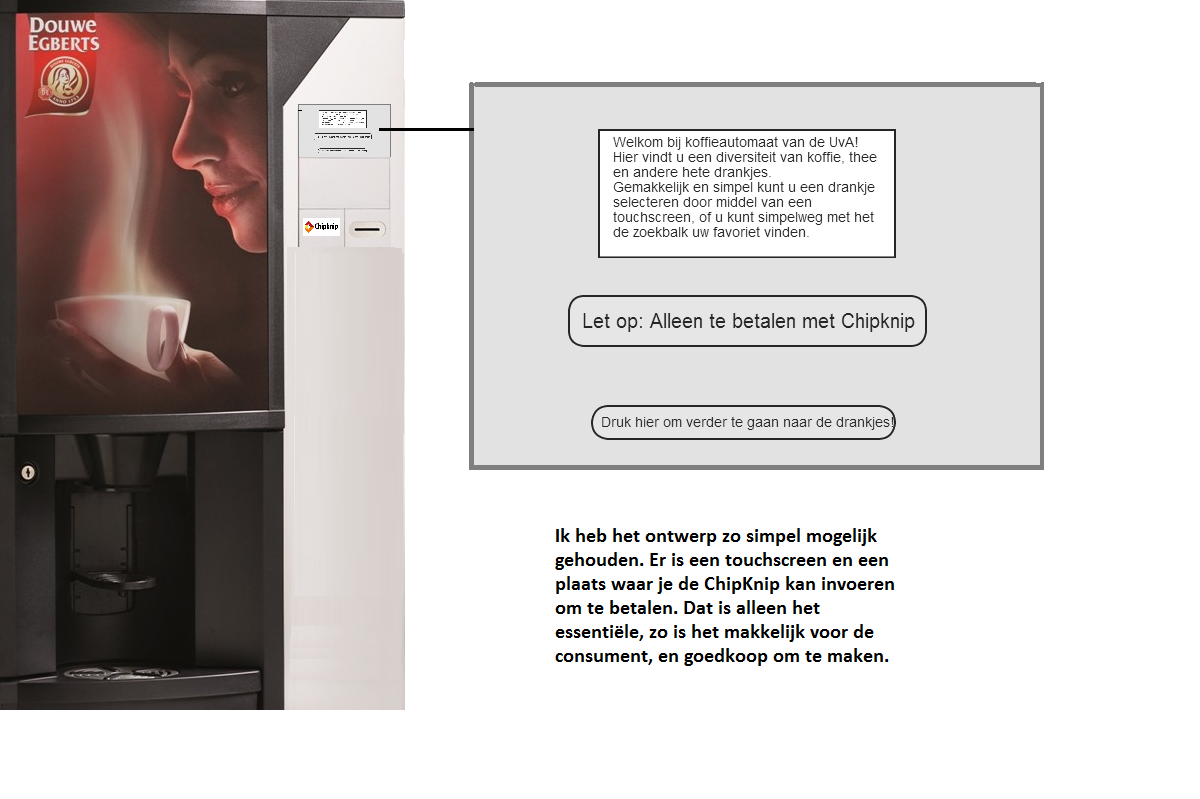 Douwe
EGBERTS
DOUWE EGBERTS
ANNO 1753
Chipknip
Welkom bij koffieautomaat van de UvA!
Hier vindt u een diversiteit van koffie, thee
en andere hete drankjes.
Gemakkelijk en simpel kunt u een drankje
selecteren door middel van een
touchscreen, of u kunt simpelweg met het
de zoekbalk uw favoriet vinden.
Let op: Alleen te betalen met Chipknip
Druk hier om verder te gaan naar de drankjes!
Ik heb het ontwerp zo simpel mogelijk
gehouden. Er is een touchscreen en een
plaats waar je de ChipKnip kan invoeren
om te betalen. Dat is alleen het
essentiële, zo is het makkelijk voor de
consument, en goedkoop om te maken.